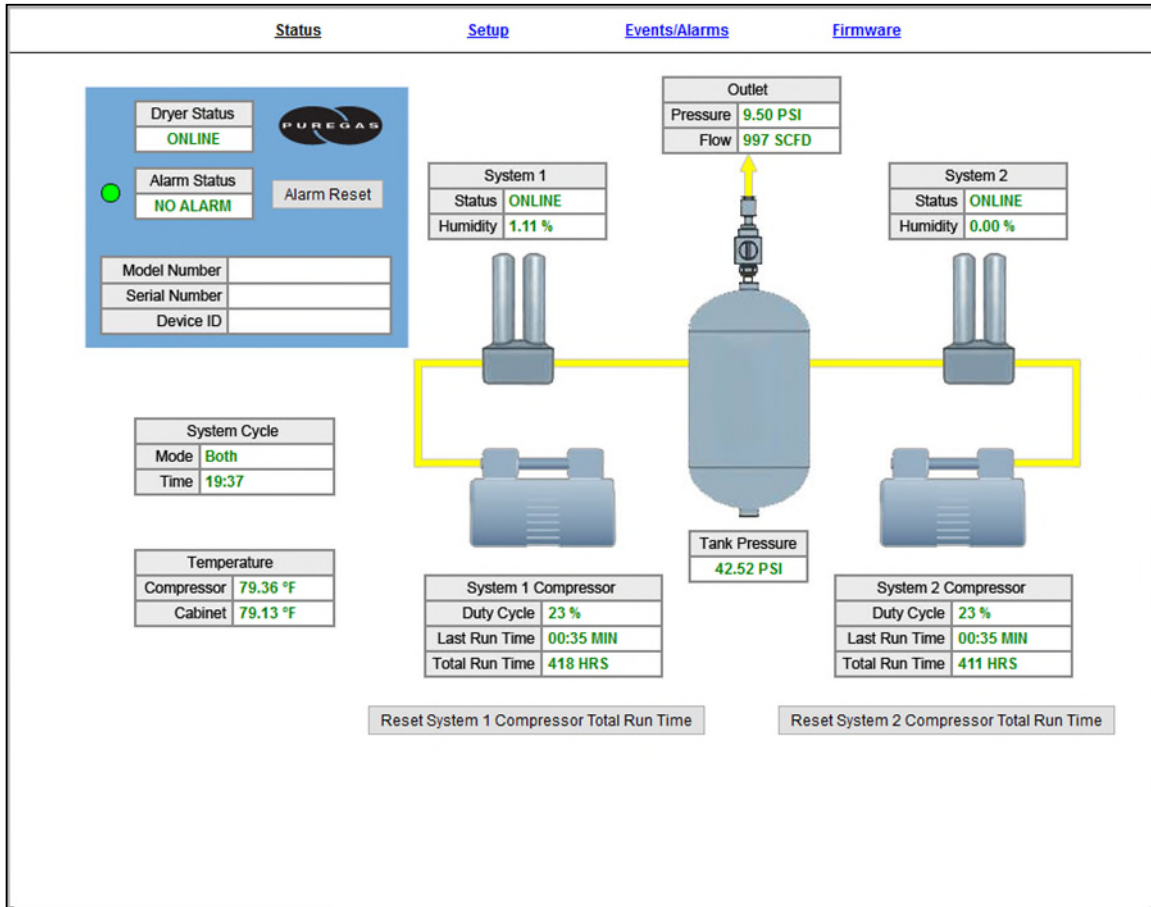 Status Setup Events/Alarms Firmware
Dryer Status
ONLINE
PUREGAS
Alarm Status
NO ALARM
Alarm Reset
Model Number
Serial Number
Device ID
Outlet
Pressure 9.50 PSI
Flow 997 SCFD
System 1
Status ONLINE
Humidity 1.11 %
System 2
Status ONLINE
Humidity 0.00 %
System Cycle
Mode Both
Time 19:37
Temperature
Compressor 79.36 ºF
Cabinet 79.13 ºF
Tank Pressure
42.52 PSI
System 1 Compressor
Duty Cycle 23 %
Last Run Time 00:35 MIN
Total Run Time 418 HRS
Reset System 1 Compressor Total Run Time
System 2 Compressor
Duty Cycle 23 %
Last Run Time 00:35 MIN
Total Run Time 411 HRS
Reset System 2 Compressor Total Run Time